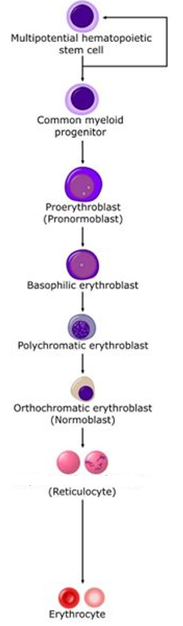 Multipotential hematopoietic
stem cell
Common myeloid
progenitor
Proerythroblast
(Pronormoblast)
Basophilic erythroblast
Polychromatic erythroblast
Orthochromatic erythroblast
(Normoblast)
(Reticulocyte)
Erythrocyte